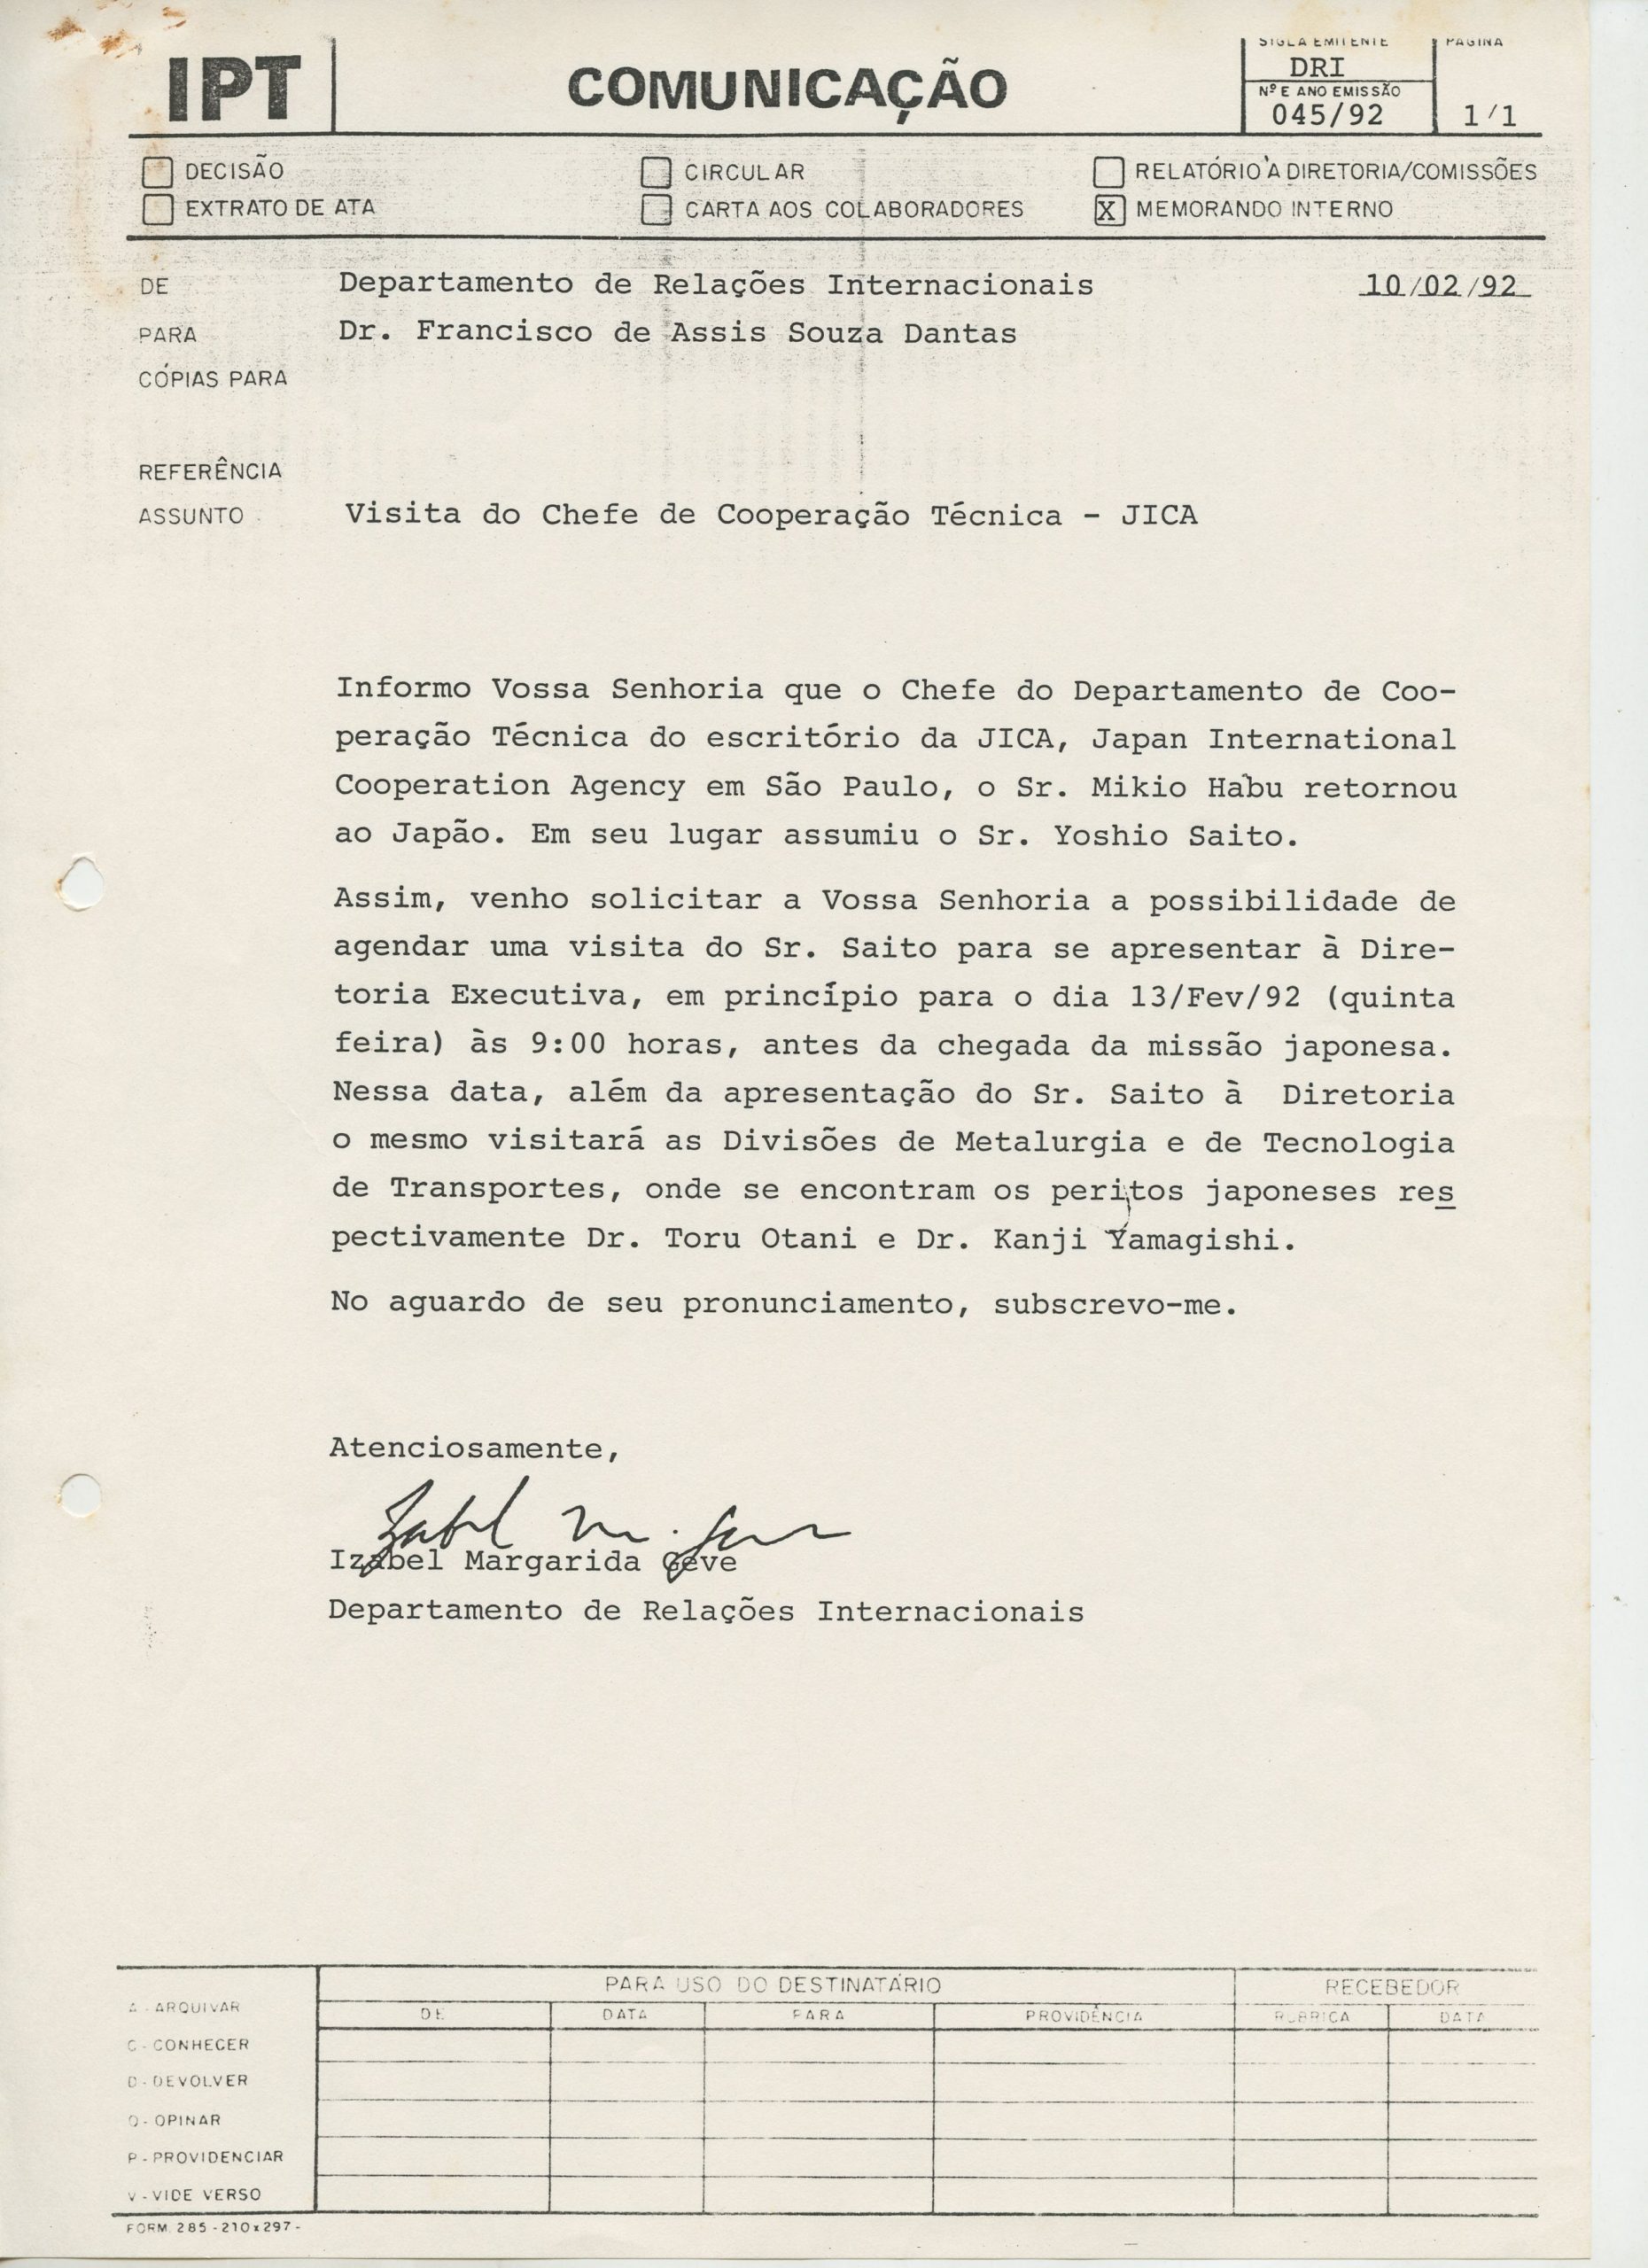 IPT
COMUNICAÇÃO
SIGLA EMITENTE
DRI
Nº E ANO EMISSÃO
045/92
PÁGINA
1/1
DECISÃO
CIRCULAR
RELATÓRIO À DIRETORIA/COMISSÕES
EXTRATO DE ATA
CARTA AOS COLABORADORES
X MEMORANDO INTERNO
DE Departamento de Relações Internacionais 10/02/92
PARA Dr. Francisco de Assis Souza Dantas
CÓPIAS PARA
REFERÊNCIA
ASSUNTO Visita do Chefe de Cooperação Técnica - JICA
Informo Vossa Senhoria que o Chefe do Departamento de Coo-
peração Técnica do escritório da JICA, Japan International
Cooperation Agency em São Paulo, o Sr. Mikio Habu retornou
ao Japão. Em seu lugar assumiu o Sr. Yoshio Saito.
Assim, venho solicitar a Vossa Senhoria a possibilidade de
agendar uma visita do Sr. Saito para se apresentar à Dire-
toria Executiva, em princípio para o dia 13/Fev/92 (quinta
feira) às 9:00 horas, antes da chegada da missão japonesa.
Nessa data, além da apresentação do Sr. Saito à Diretoria
o mesmo visitará as Divisões de Metalurgia e de Tecnologia
de Transportes, onde se encontram os peritos japoneses res
pectivamente Dr. Toru Otani e Dr. Kanji Yamagishi.
No aguardo de seu pronunciamento, subscrevo-me.
Atenciosamente,
Izabel Margarida Geve
Departamento de Relações Internacionais
PARA USO DO DESTINATÁRIO
RECEBEDOR
DE DATA PARA PROVIDÊNCIA RUBRICA DATA
A - ARQUIVAR
C - CONHECER
D - DEVOLVER
O - OPINAR
P - PROVIDENCIAR
V - VIDE VERSO
FORM. 285 - 210x297 -